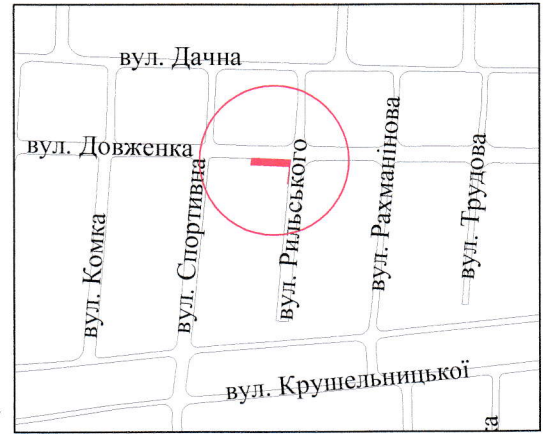 вул. Дачна
вул. Довженка
вул. Комка
вул. Спортивна
вул. Рильського
вул. Рахманінова
вул. Трудова
вул. Крушельницької